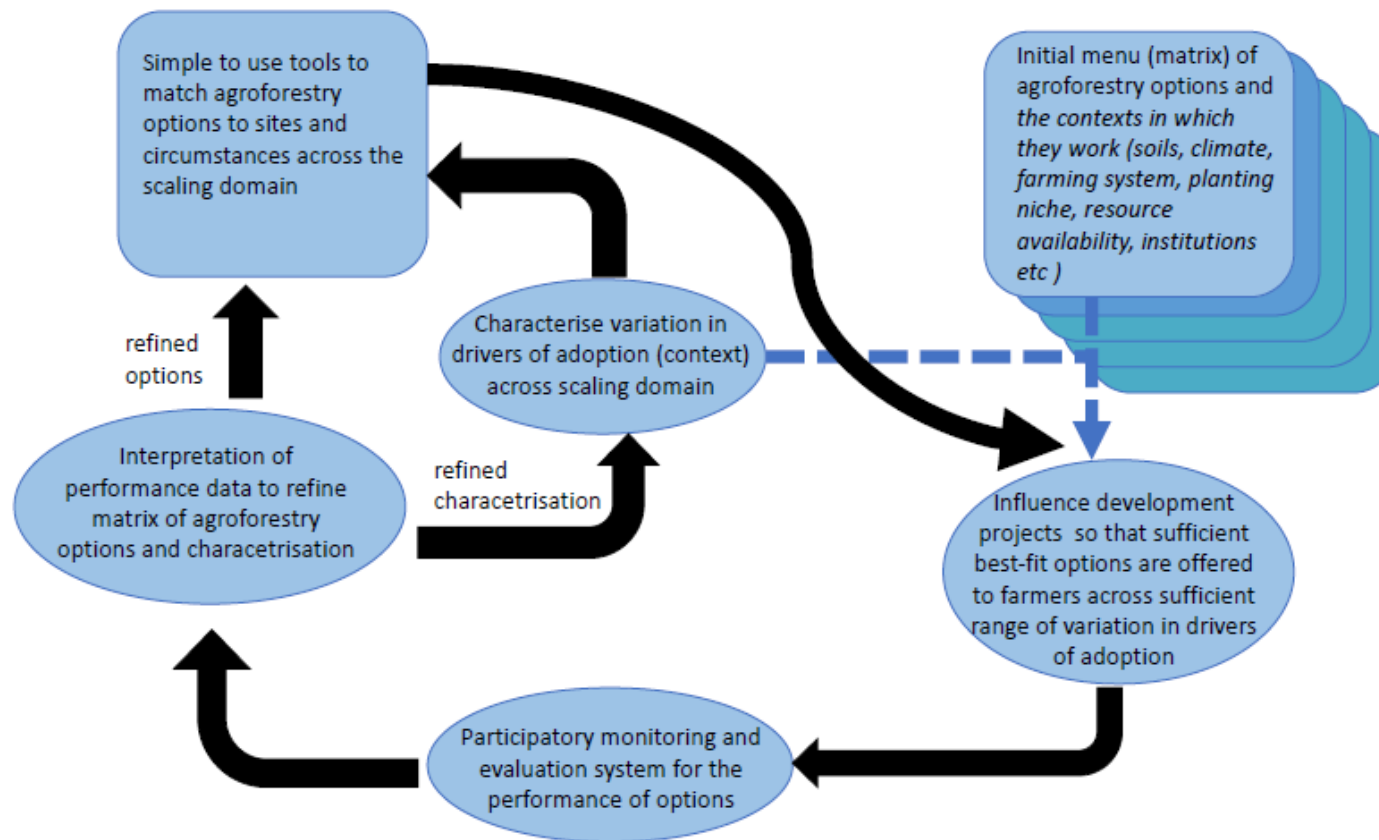 Simple to use tools to
match agroforestry
options to sites and
circumstances across the
scaling domain
Initial menu (matrix) of
agroforestry options and
the contexts in which
they work (soils, climate,
farming system, planting
niche, resource
availability, institutions
etc )
Characterise variation in
drivers of adoption (context)
across scaling domain
refined
options
Interpretation of
performance data to refine
matrix of agroforestry
options and characetrisation
refined
characetrisation
Influence development
projects  so that sufficient
best-fit options are offered
to farmers across sufficient
range of variation in drivers
of adoption
Participatory monitoring and
evaluation system for the
performance of options